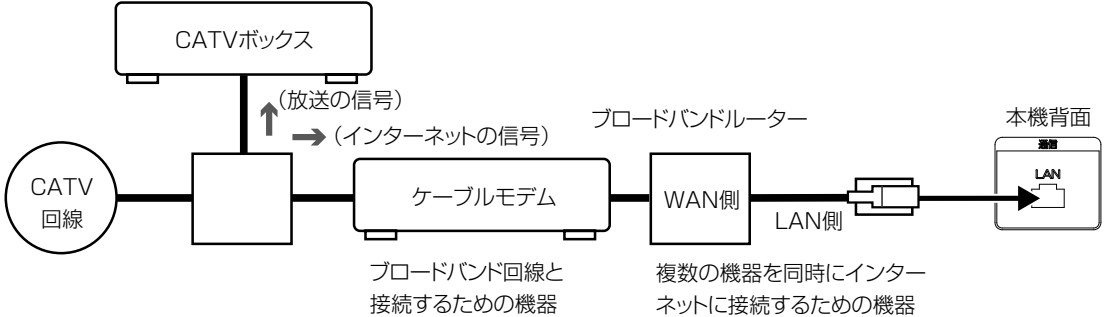 CATVボックス
(放送の信号)
(インターネットの信号)
ブロードバンドルーター
本機背面
通信
LAN
CATV
回線
ケーブルモデム
WAN側
LAN側
ブロードバンド回線と
接続するための機器
複数の機器を同時にインター
ネットに接続するための機器